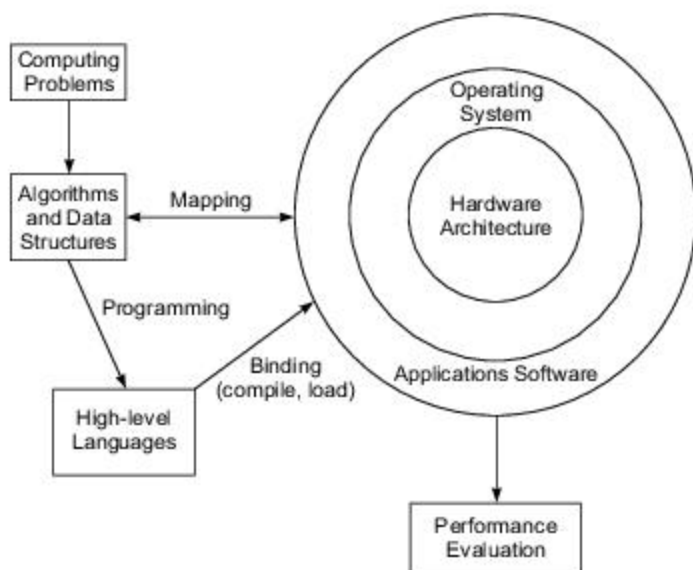 Computing
Problems
Operating
System
Algorithms
and Data
Structures
Mapping
Hardware
Architecture
Programming
Binding
(compile, load)
Applications Software
High-level
Languages
Performance
Evaluation